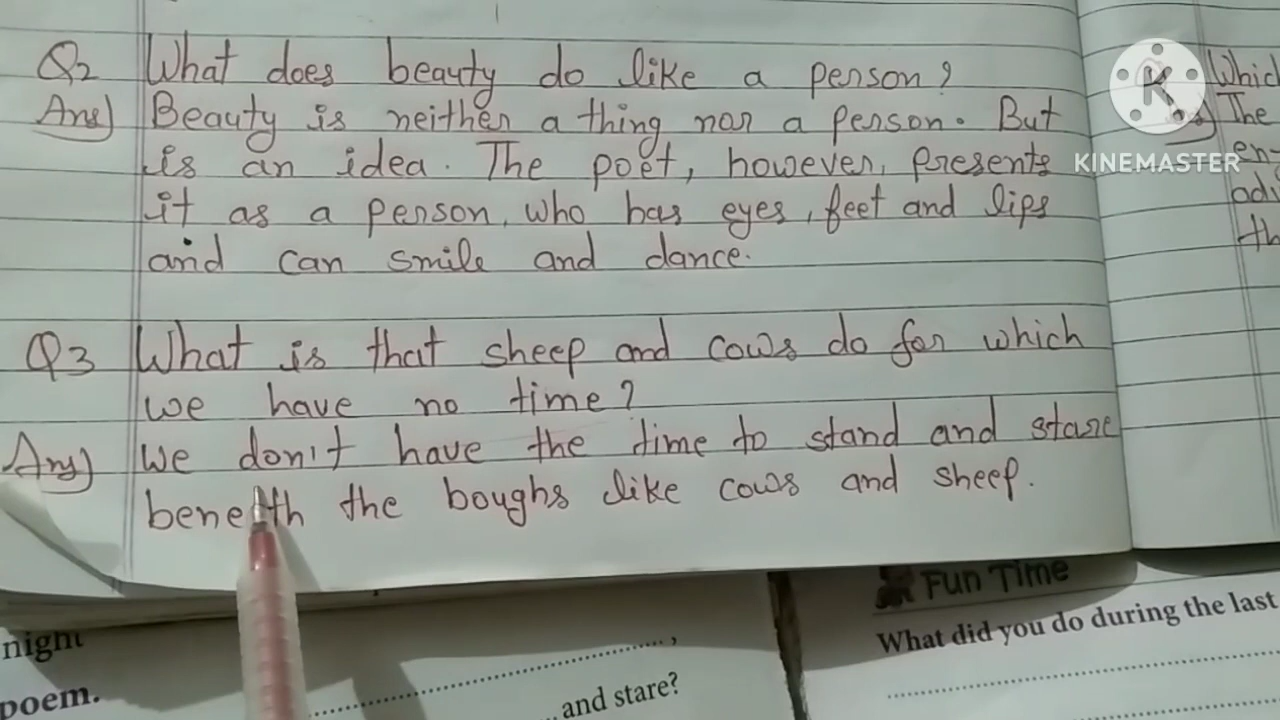 Q2 What does beauty do like a person?
Ans) Beauty is neither a thing nor a person. But
is an idea. The poet, however, presents
it as a person, who has eyes, feet and lips
and can smile and dance.
Q3 What is that sheep and cows do for which
we have no time?
Ans) We don't have the time to stand and stare
the boughs like cows and sheep.
Which
The
en-
K
KINEMASTER
night
poem.
and stare?
Fun Time
What did you do during the last